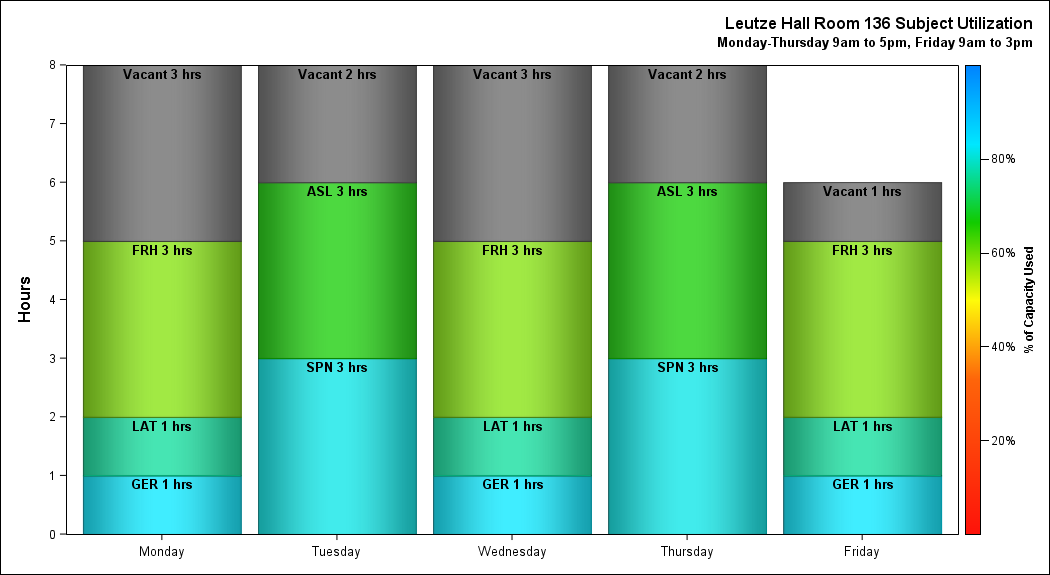 Leutze Hall Room 136 Subject Utilization
Monday-Thursday 9am to 5pm, Friday 9am to 3pm
Hours
8
7
6
5
4
3
2
1
0
Vacant 3 hrs
FRH 3 hrs
LAT 1 hrs
GER 1 hrs
Vacant 2 hrs
ASL 3 hrs
SPN 3 hrs
Vacant 3 hrs
FRH 3 hrs
LAT 1 hrs
GER 1 hrs
Vacant 2 hrs
ASL 3 hrs
SPN 3 hrs
Vacant 1 hrs
FRH 3 hrs
LAT 1 hrs
GER 1 hrs
Monday
Tuesday
Wednesday
Thursday
Friday
80%
60%
40%
20%
% of Capacity Used